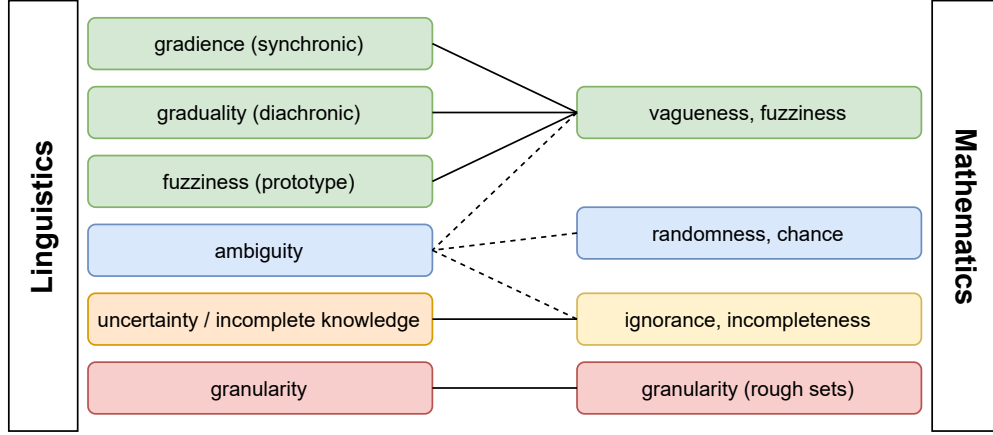 Linguistics
gradience (synchronic)
graduality (diachronic)
fuzziness (prototype)
ambiguity
uncertainty / incomplete knowledge
granularity
vagueness, fuzziness
randomness, chance
ignorance, incompleteness
granularity (rough sets)
Mathematics